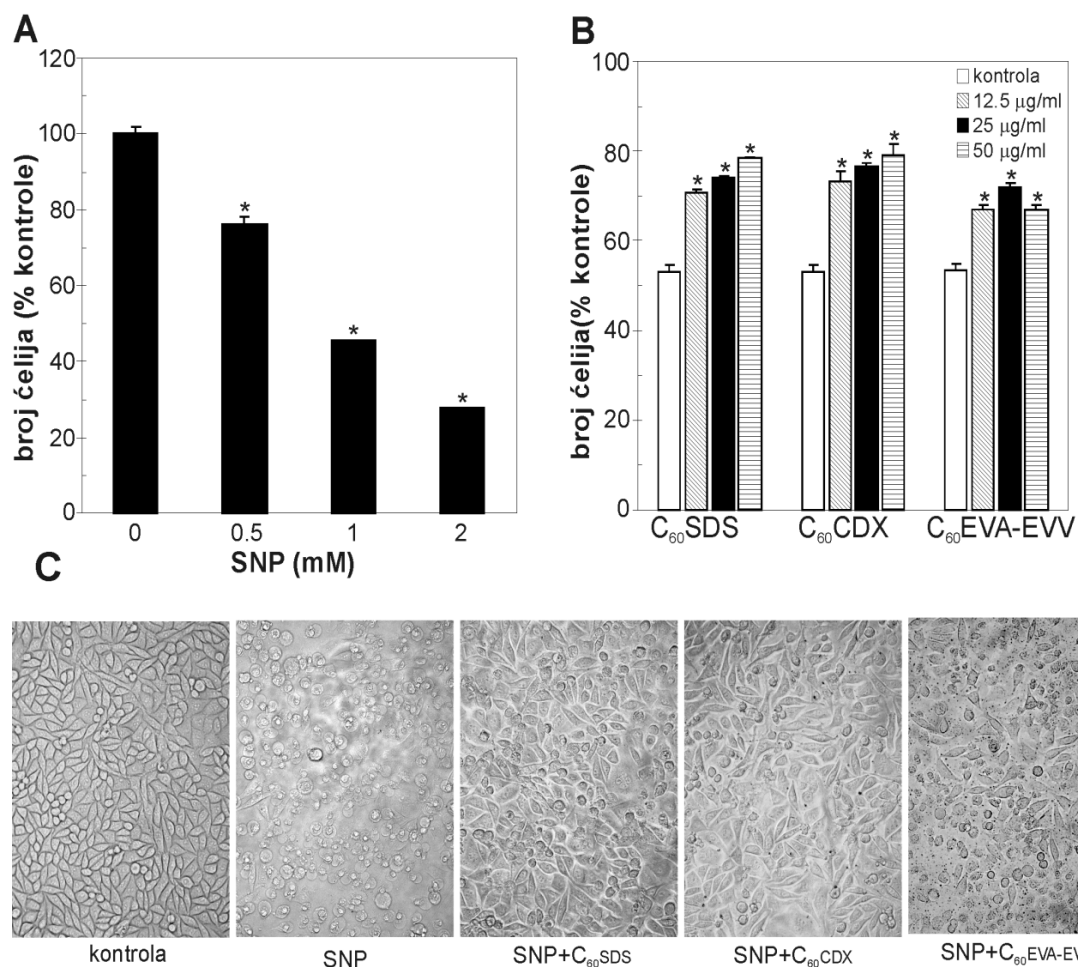 A
broj ćelija (% kontrole)
120
100
80
60
40
20
0
*
*
*
0 0.5 1 2
SNP (mM)
B
broj ćelija(% kontrole)
100
80
60
40
20
0
kontrola
12.5 µg/ml
25 µg/ml
50 µg/ml
* * *
* * *
* * *
C₆₀SDS C₆₀CDX C₆₀EVA-EVV
C
kontrola SNP SNP+C₆₀SDS SNP+C₆₀CDX SNP+C₆₀EVA-EV